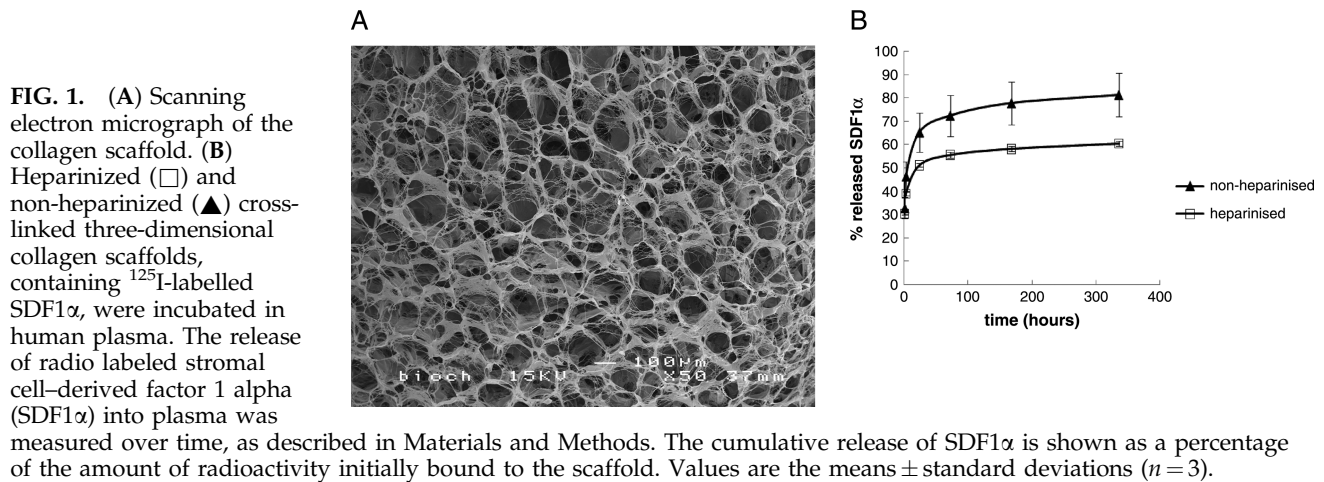 FIG. 1. (A) Scanning
electron micrograph of the
collagen scaffold. (B)
Heparinized (□) and
non-heparinized (▲) cross-
linked three-dimensional
collagen scaffolds,
containing ¹²⁵I-labelled
SDF1α, were incubated in
human plasma. The release
of radio labeled stromal
cell–derived factor 1 alpha
(SDF1α) into plasma was
measured over time, as described in Materials and Methods. The cumulative release of SDF1α is shown as a percentage
of the amount of radioactivity initially bound to the scaffold. Values are the means ± standard deviations (n = 3).
A
100µm
bioch 15KV X50 37mm
B
% released SDF1α
100
90
80
70
60
50
40
30
20
10
0
0 100 200 300 400
time (hours)
non-heparinised
heparinised